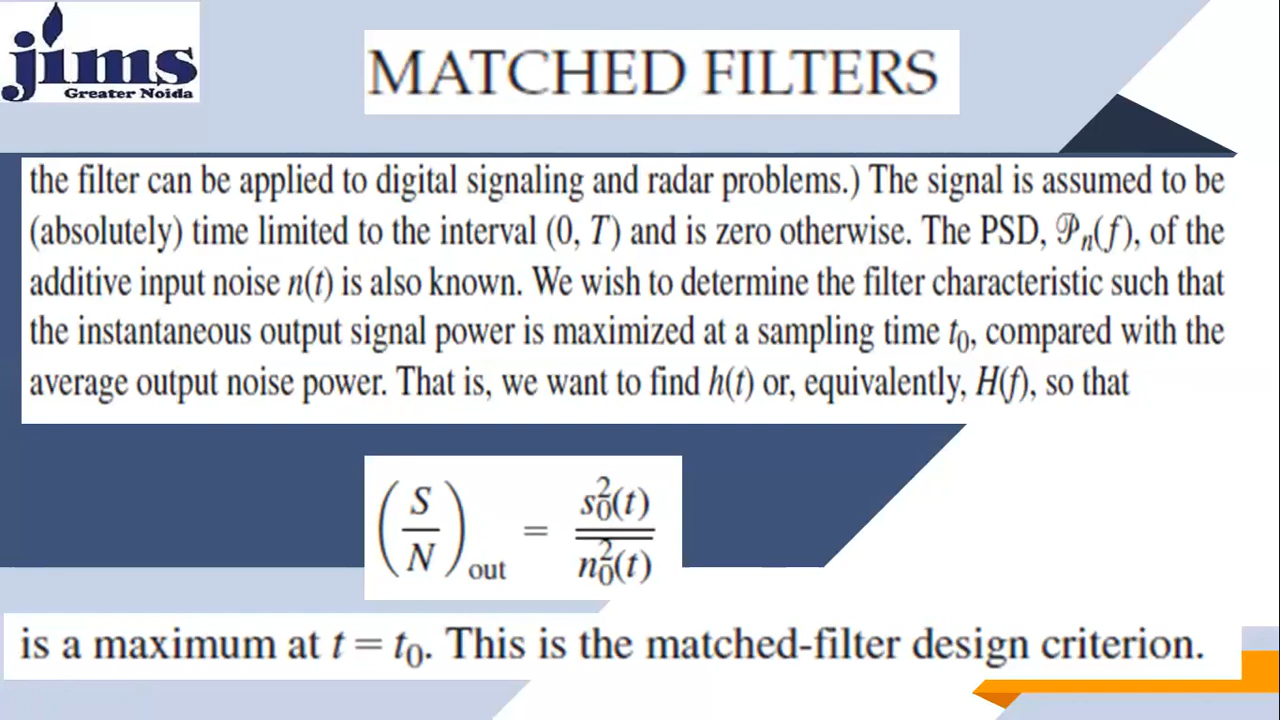 jims
Greater Noida
MATCHED FILTERS
the filter can be applied to digital signaling and radar problems.) The signal is assumed to be
(absolutely) time limited to the interval (0, T) and is zero otherwise. The PSD, 𝒫ₙ(f), of the
additive input noise n(t) is also known. We wish to determine the filter characteristic such that
the instantaneous output signal power is maximized at a sampling time t₀, compared with the
average output noise power. That is, we want to find h(t) or, equivalently, H(f), so that
(S/N)out = s₀²(t) / n̅₀²̅(t)
is a maximum at t = t₀. This is the matched-filter design criterion.